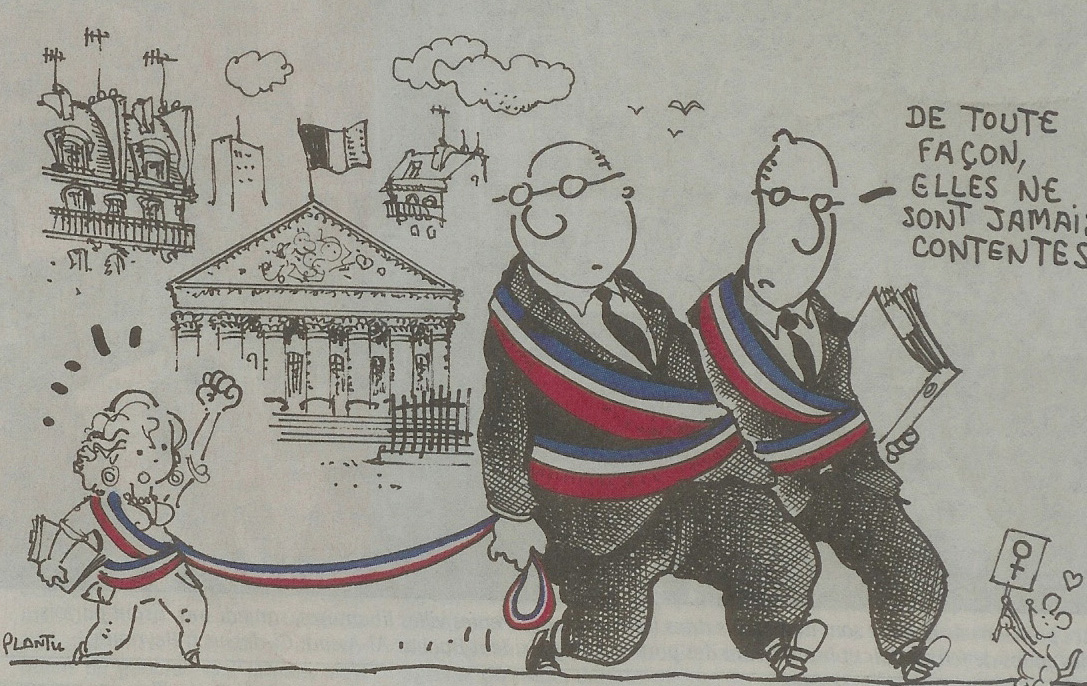 DE TOUTE
FAÇON,
ELLES NE
SONT JAMAIS
CONTENTES
PLANTU